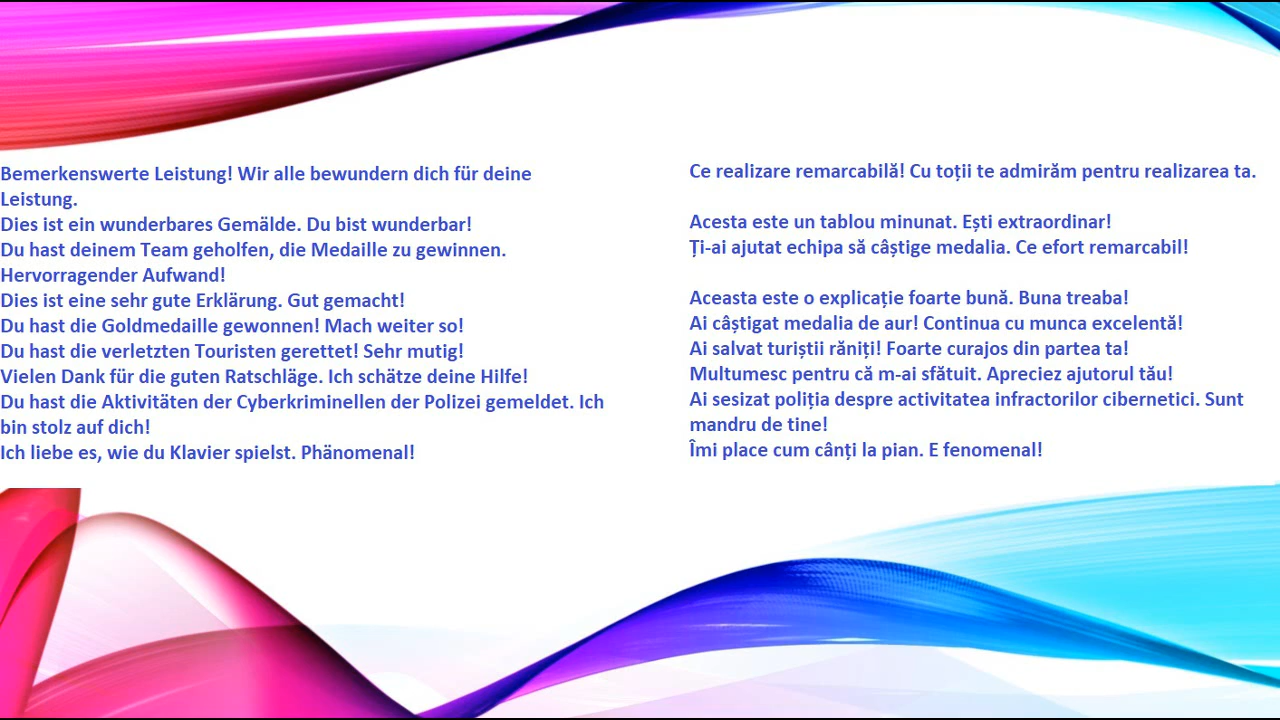 Bemerkenswerte Leistung! Wir alle bewundern dich für deine
Leistung.
Dies ist ein wunderbares Gemälde. Du bist wunderbar!
Du hast deinem Team geholfen, die Medaille zu gewinnen.
Hervorragender Aufwand!
Dies ist eine sehr gute Erklärung. Gut gemacht!
Du hast die Goldmedaille gewonnen! Mach weiter so!
Du hast die verletzten Touristen gerettet! Sehr mutig!
Vielen Dank für die guten Ratschläge. Ich schätze deine Hilfe!
Du hast die Aktivitäten der Cyberkriminellen der Polizei gemeldet. Ich
bin stolz auf dich!
Ich liebe es, wie du Klavier spielst. Phänomenal!
Ce realizare remarcabilă! Cu toții te admirăm pentru realizarea ta.
Acesta este un tablou minunat. Ești extraordinar!
Ți-ai ajutat echipa să câștige medalia. Ce efort remarcabil!
Aceasta este o explicație foarte bună. Buna treaba!
Ai câștigat medalia de aur! Continua cu munca excelentă!
Ai salvat turiștii răniți! Foarte curajos din partea ta!
Multumesc pentru că m-ai sfătuit. Apreciez ajutorul tău!
Ai sesizat poliția despre activitatea infractorilor cibernetici. Sunt
mandru de tine!
Îmi place cum cânți la pian. E fenomenal!